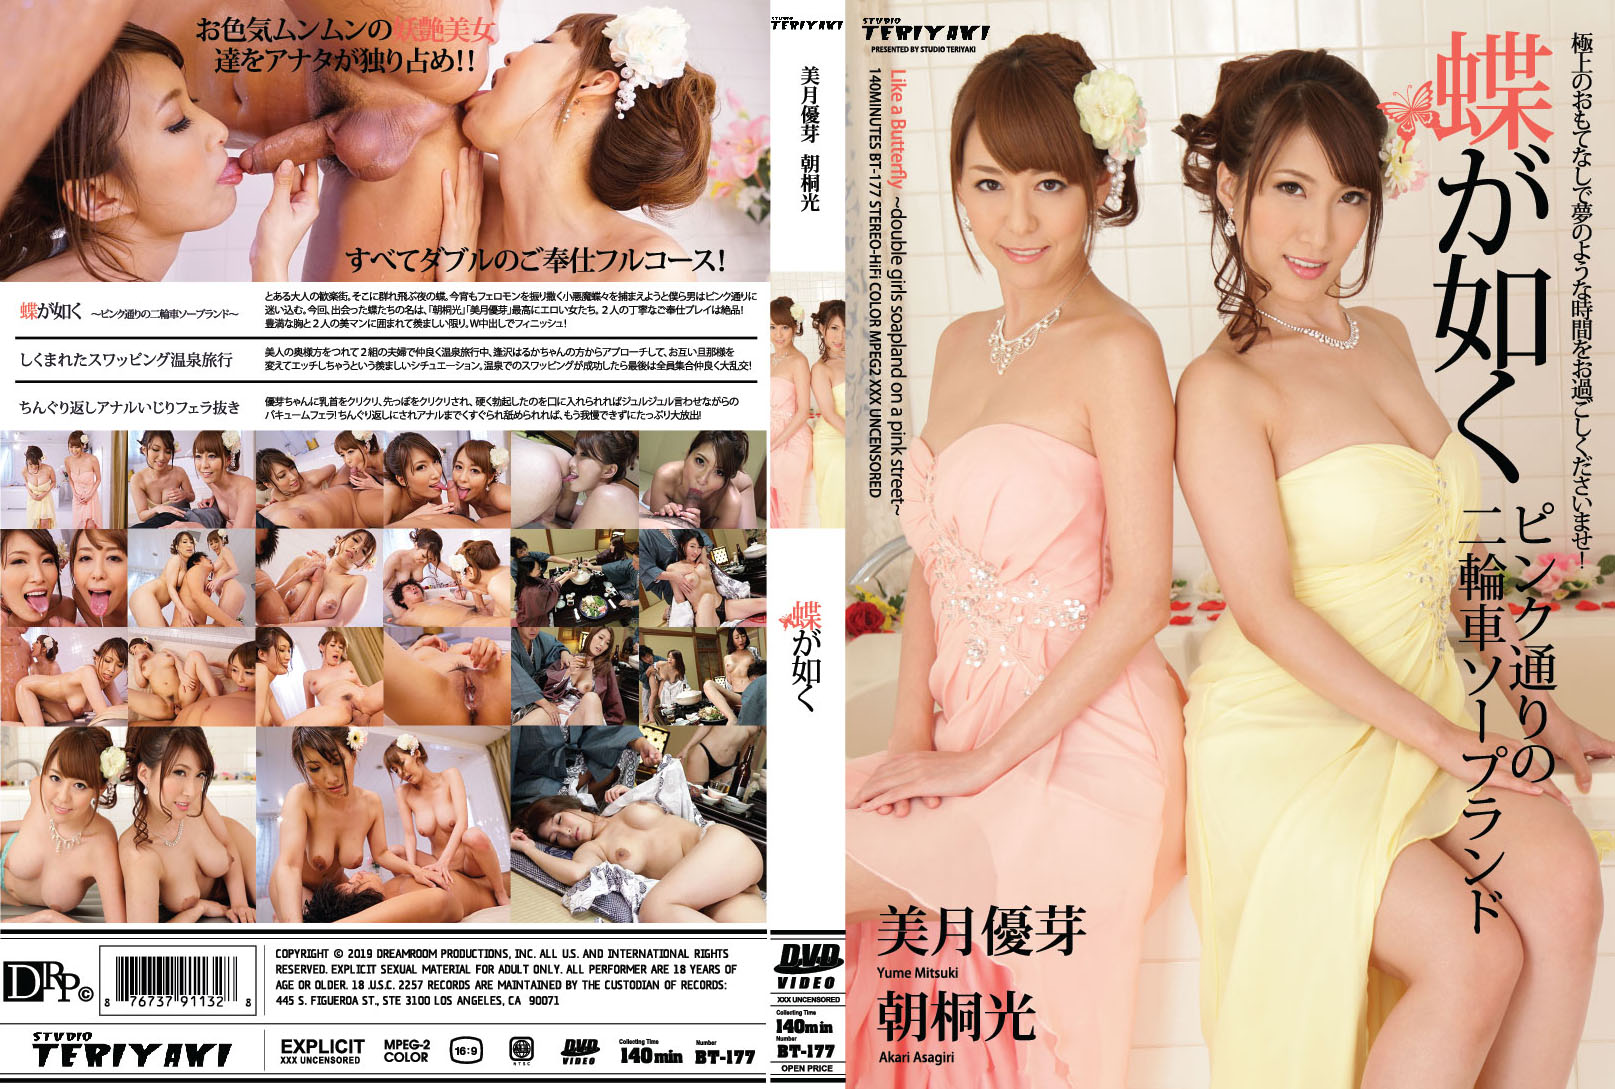 お色気ムンムンの妖艶美女
達をアナタが独り占め!!
すべてダブルのご奉仕フルコース!
蝶が如く ～ピンク通りの二輪車ソープランド～
とある大人の歓楽街。そこに群れ飛ぶ夜の蝶。今宵もフェロモンを振り撒く小悪魔蝶々を捕まえようと僕ら男はピンク通りに
迷い込む。今回、出会った蝶たちの名は、「朝桐光」「美月優芽」最高にエロい女たち。２人の丁寧なご奉仕プレイは絶品！
豊満な胸と２人の美マンに囲まれて羨ましい限り。W中出しでフィニッシュ！
しくまれたスワッピング温泉旅行
美人の奥様方をつれて２組の夫婦で仲良く温泉旅行中、逢沢はるかちゃんの方からアプローチして、お互い旦那様を
変えてエッチしちゃうという羨ましいシチュエーション。温泉でのスワッピングが成功したら最後は全員集合仲良く大乱交！
ちんぐり返しアナルいじりフェラ抜き
優芽ちゃんに乳首をクリクリ、先っぽをクリクリされ、硬く勃起したのを口に入れられればジュルジュル言わせながらの
バキュームフェラ！ちんぐり返しにされアナルまでくすぐられ舐められれば、もう我慢できずにたっぷり大放出！
DRP©
8 76737 91132 8
COPYRIGHT © 2019 DREAMROOM PRODUCTIONS, INC. ALL U.S. AND INTERNATIONAL RIGHTS
RESERVED. EXPLICIT SEXUAL MATERIAL FOR ADULT ONLY. ALL PERFORMER ARE 18 YEARS OF
AGE OR OLDER. 18 .U.S.C. 2257 RECORDS ARE MAINTAINED BY THE CUSTODIAN OF RECORDS:
445 S. FIGUEROA ST., STE 3100 LOS ANGELES, CA 90071
STUDIO
TERIYAKI
EXPLICIT
XXX UNCENSORED
MPEG-2
COLOR
16:9
NTSC
DVD
VIDEO
Collecting Time
140min
Number
BT-177
STUDIO
TERIYAKI
美月優芽 朝桐光
蝶が如く
DVD
VIDEO
XXX UNCENSORED
Collecting Time
140min
Number
BT-177
OPEN PRICE
STUDIO
TERIYAKI
PRESENTED BY STUDIO TERIYAKI
Like a Butterfly ~double girls soapland on a pink street~
140MINUTES BT-177 STEREO-HiFi COLOR MPEG2 XXX UNCENSORED
極上のおもてなしで夢のような時間をお過ごしくださいませ！
蝶が如く
ピンク通りの
二輪車ソープランド
美月優芽
Yume Mitsuki
朝桐光
Akari Asagiri